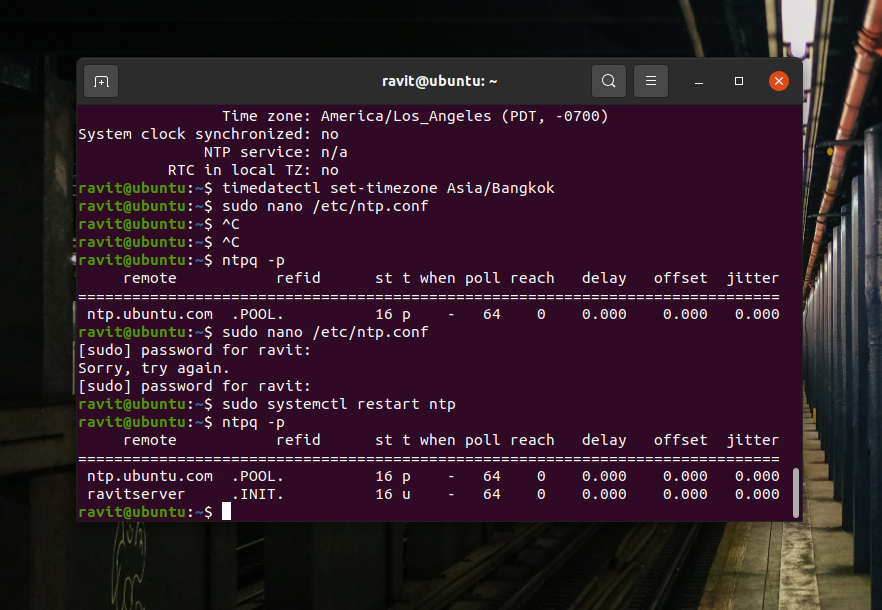 ravit@ubuntu: ~
Time zone: America/Los_Angeles (PDT, -0700)
System clock synchronized: no
NTP service: n/a
RTC in local TZ: no
ravit@ubuntu:~$ timedatectl set-timezone Asia/Bangkok
ravit@ubuntu:~$ sudo nano /etc/ntp.conf
ravit@ubuntu:~$ ^C
ravit@ubuntu:~$ ^C
ravit@ubuntu:~$ ntpq -p
remote refid st t when poll reach delay offset jitter
==============================================================================
ntp.ubuntu.com .POOL. 16 p - 64 0 0.000 0.000 0.000
ravit@ubuntu:~$ sudo nano /etc/ntp.conf
[sudo] password for ravit:
Sorry, try again.
[sudo] password for ravit:
ravit@ubuntu:~$ sudo systemctl restart ntp
ravit@ubuntu:~$ ntpq -p
remote refid st t when poll reach delay offset jitter
==============================================================================
ntp.ubuntu.com .POOL. 16 p - 64 0 0.000 0.000 0.000
ravitserver .INIT. 16 u - 64 0 0.000 0.000 0.000
ravit@ubuntu:~$